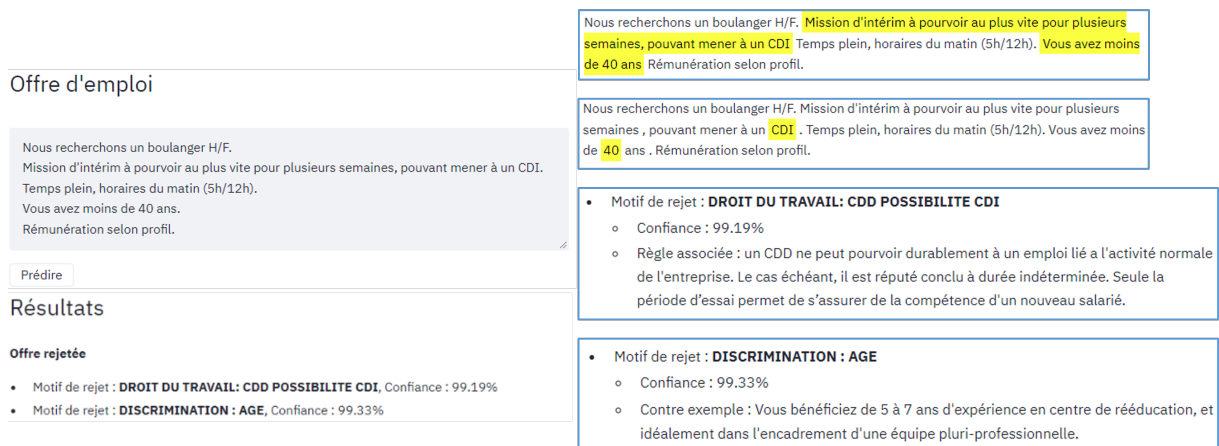 Offre d'emploi
Nous recherchons un boulanger H/F.
Mission d'intérim à pourvoir au plus vite pour plusieurs semaines, pouvant mener à un CDI.
Temps plein, horaires du matin (5h/12h).
Vous avez moins de 40 ans.
Rémunération selon profil.
Prédire
Résultats
Offre rejetée
• Motif de rejet : DROIT DU TRAVAIL: CDD POSSIBILITE CDI, Confiance : 99.19%
• Motif de rejet : DISCRIMINATION : AGE, Confiance : 99.33%
Nous recherchons un boulanger H/F. Mission d'intérim à pourvoir au plus vite pour plusieurs
semaines, pouvant mener à un CDI Temps plein, horaires du matin (5h/12h). Vous avez moins
de 40 ans Rémunération selon profil.
Nous recherchons un boulanger H/F. Mission d'intérim à pourvoir au plus vite pour plusieurs
semaines , pouvant mener à un CDI . Temps plein, horaires du matin (5h/12h). Vous avez moins
de 40 ans . Rémunération selon profil.
• Motif de rejet : DROIT DU TRAVAIL: CDD POSSIBILITE CDI
○ Confiance : 99.19%
○ Règle associée : un CDD ne peut pourvoir durablement à un emploi lié a l'activité normale
de l'entreprise. Le cas échéant, il est réputé conclu à durée indéterminée. Seule la
période d’essai permet de s’assurer de la compétence d'un nouveau salarié.
• Motif de rejet : DISCRIMINATION : AGE
○ Confiance : 99.33%
○ Contre exemple : Vous bénéficiez de 5 à 7 ans d'expérience en centre de rééducation, et
idéalement dans l'encadrement d'une équipe pluri-professionnelle.